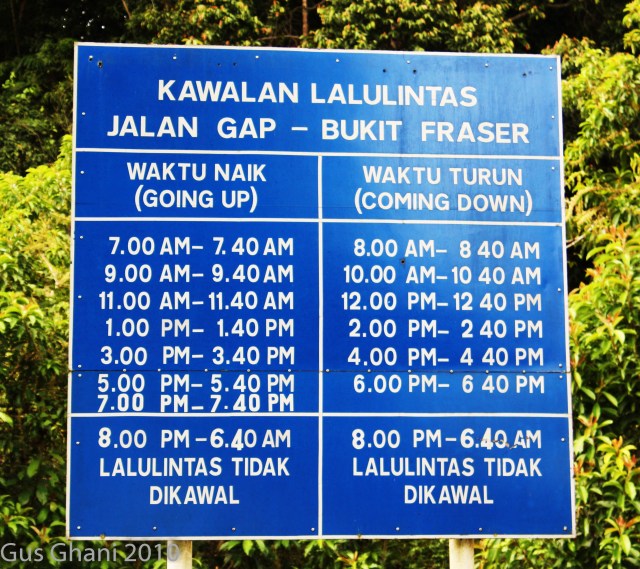 KAWALAN LALULINTAS
JALAN GAP – BUKIT FRASER
WAKTU NAIK
(GOING UP)
7.00 AM – 7.40 AM
9.00 AM – 9.40 AM
11.00 AM – 11.40 AM
1.00 PM – 1.40 PM
3.00 PM – 3.40 PM
5.00 PM – 5.40 PM
7.00 PM – 7.40 PM
8.00 PM – 6.40 AM
LALULINTAS TIDAK
DIKAWAL
WAKTU TURUN
(COMING DOWN)
8.00 AM – 8 40 AM
10.00 AM – 10 40 AM
12.00 PM – 12 40 PM
2.00 PM – 2 40 PM
4.00 PM – 4 40 PM
6.00 PM – 6 40 PM
8.00 PM – 6.40 AM
LALULINTAS TIDAK
DIKAWAL
Gus Ghani 2010